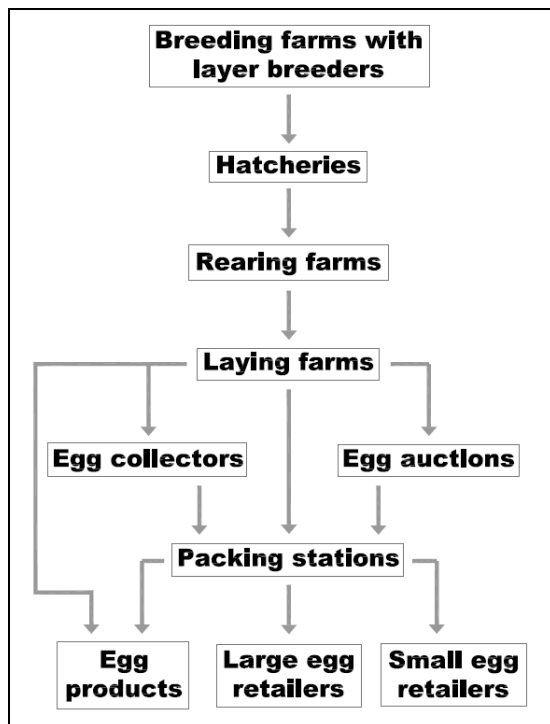 Breeding farms with
layer breeders
Hatcheries
Rearing farms
Laying farms
Egg collectors
Egg auctions
Packing stations
Egg
products
Large egg
retailers
Small egg
retailers